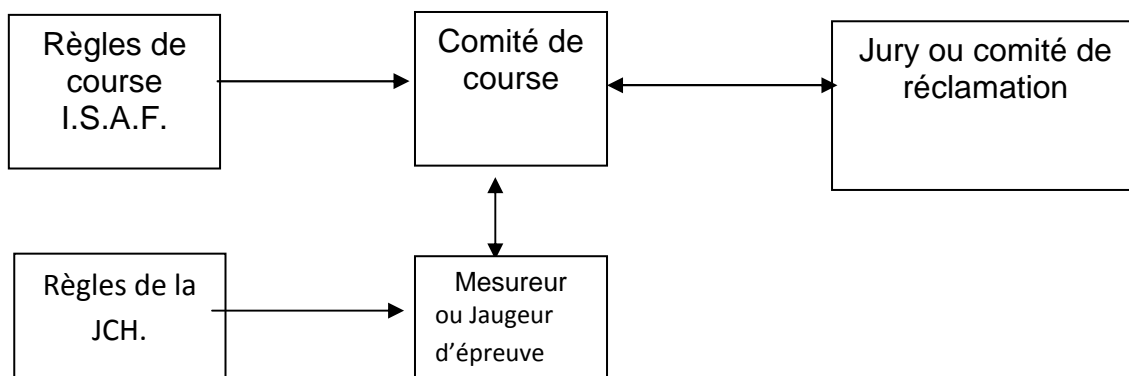 Règles de
course
I.S.A.F.
Comité de
course
Jury ou comité de
réclamation
Règles de la
JCH.
Mesureur
ou Jaugeur
d'épreuve